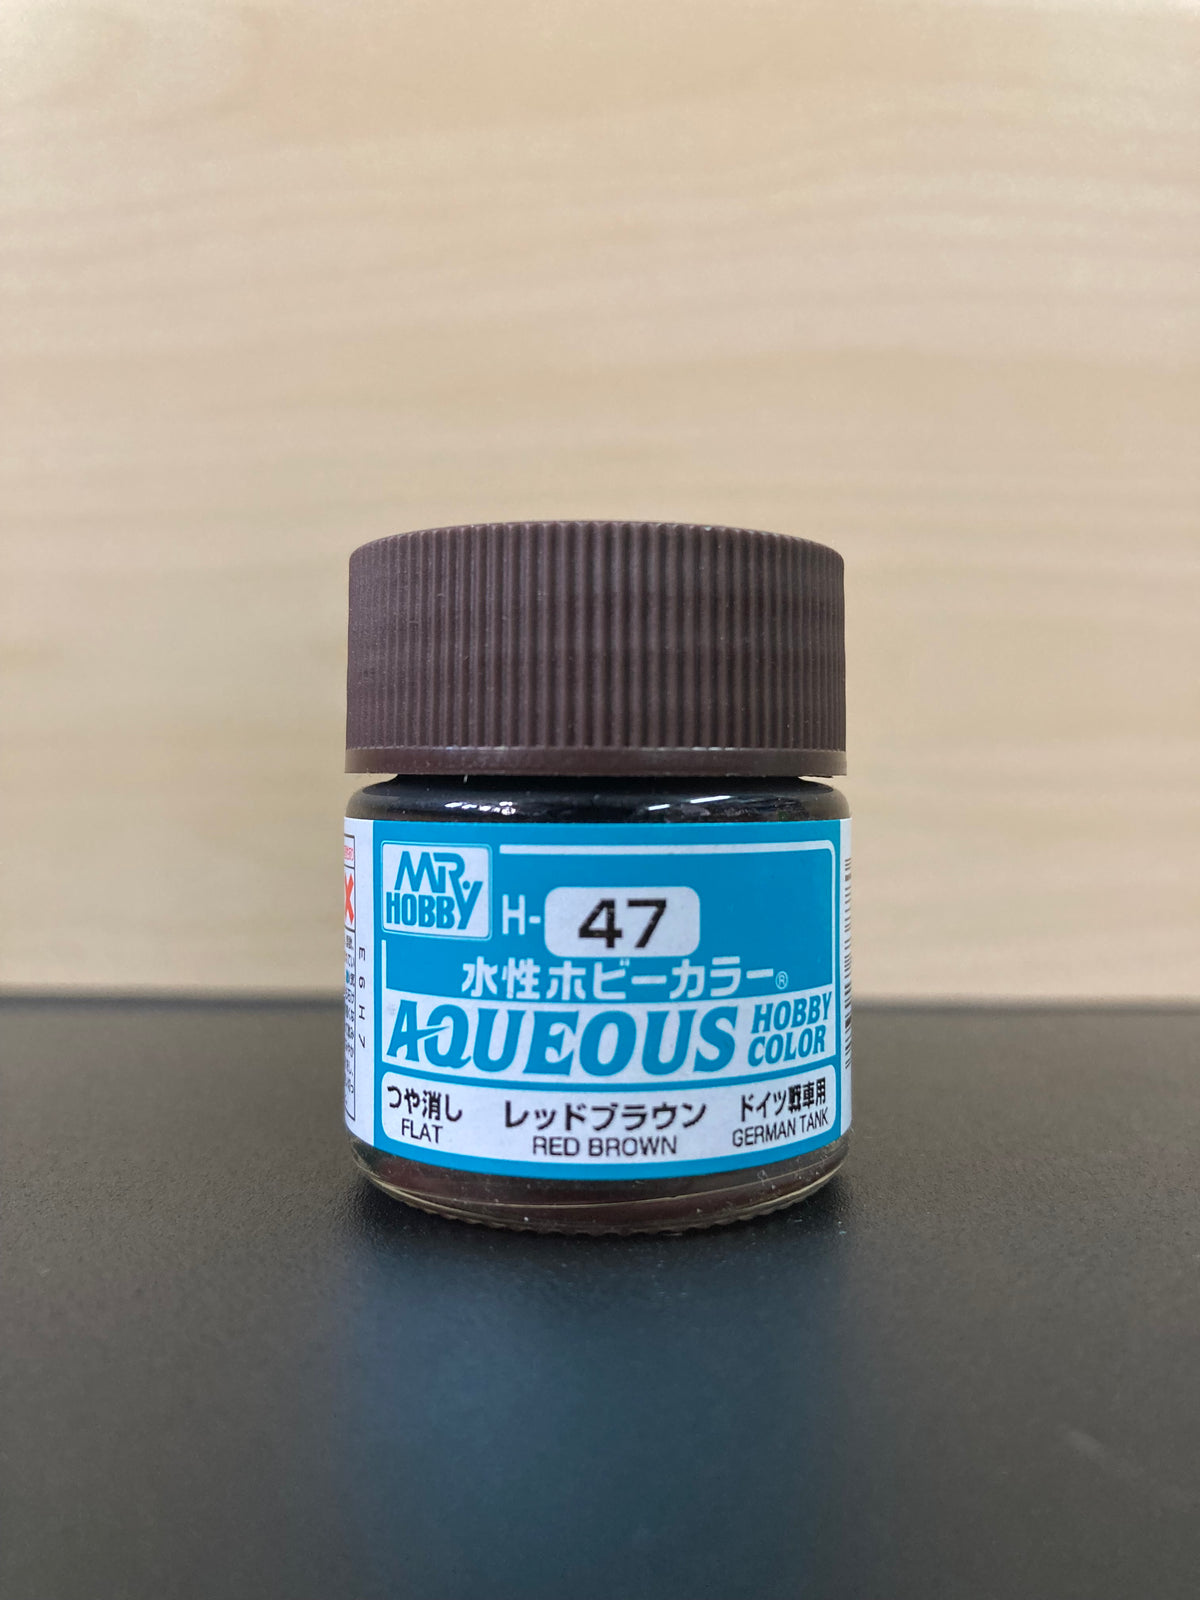 MR.
HOBBY
H-47
水性ホビーカラー®
AQUEOUS HOBBY COLOR
つや消し
FLAT
レッドブラウン
RED BROWN
ドイツ戦車用
GERMAN TANK
E6H7